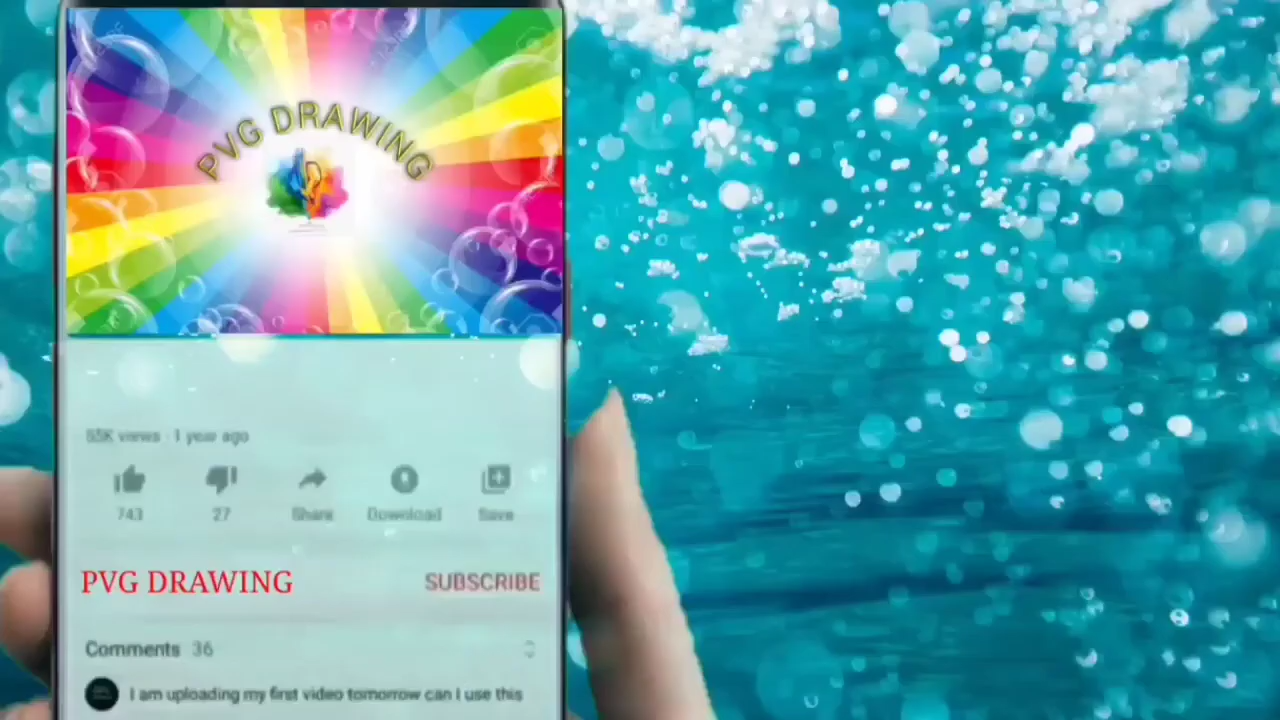 PVG DRAWING
55K views · 1 year ago
743
27
Share
Download
Save
PVG DRAWING
SUBSCRIBE
Comments 36
I am uploading my first video tomorrow can I use this